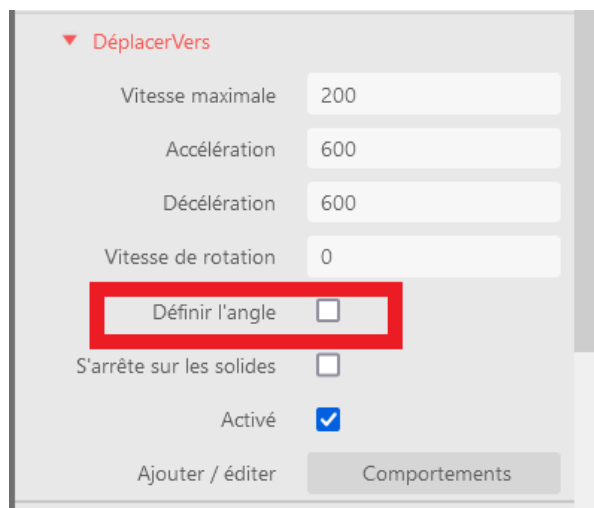 DéplacerVers
Vitesse maximale 200
Accélération 600
Décélération 600
Vitesse de rotation 0
Définir l'angle
S'arrête sur les solides
Activé
Ajouter / éditer Comportements